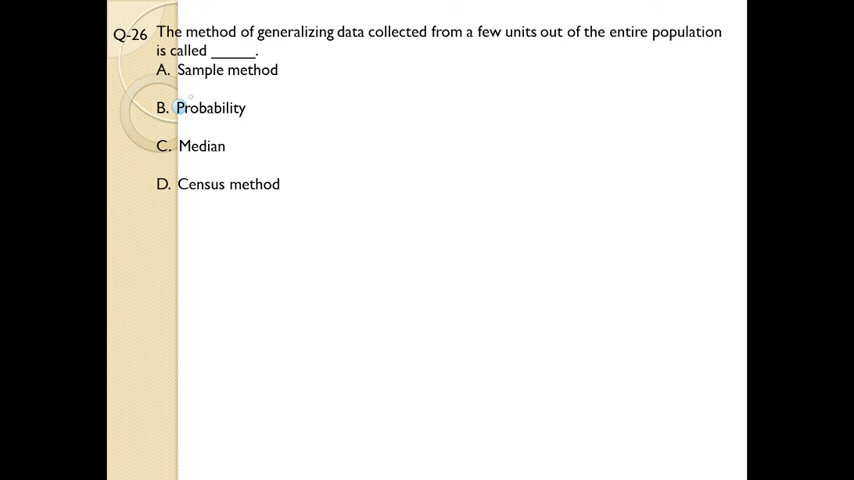 Q-26 The method of generalizing data collected from a few units out of the entire population
is called _____.
A. Sample method
B. Probability
C. Median
D. Census method